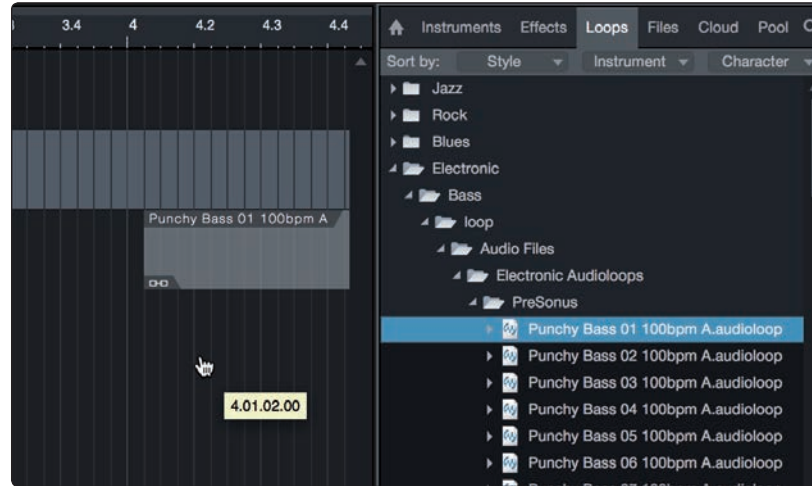 3.4 4 4.2 4.3 4.4
Punchy Bass 01 100bpm A
4.01.02.00
Instruments Effects Loops Files Cloud Pool
Sort by: Style Instrument Character
Jazz
Rock
Blues
Electronic
Bass
loop
Audio Files
Electronic Audioloops
PreSonus
Punchy Bass 01 100bpm A.audioloop
Punchy Bass 02 100bpm A.audioloop
Punchy Bass 03 100bpm A.audioloop
Punchy Bass 04 100bpm A.audioloop
Punchy Bass 05 100bpm A.audioloop
Punchy Bass 06 100bpm A.audioloop